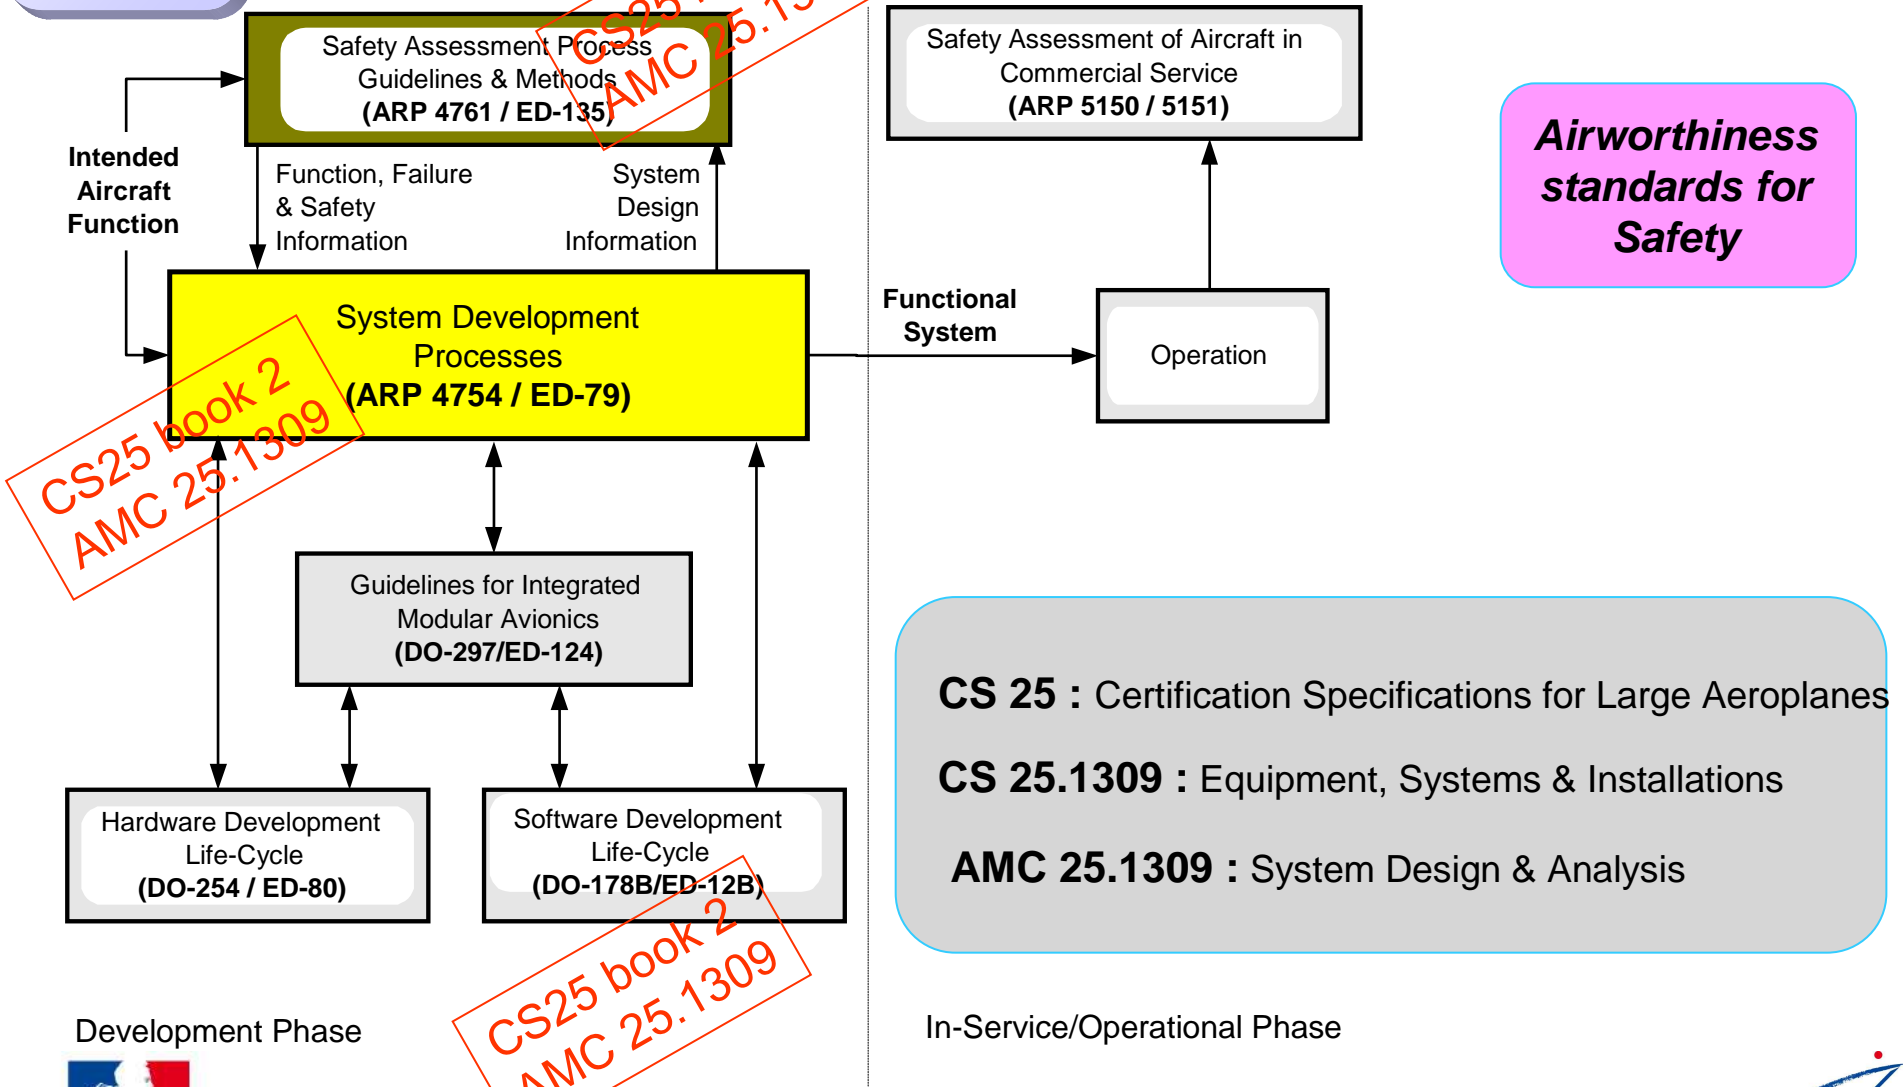 Safety Assessment Process
Guidelines & Methods
(ARP 4761 / ED-135)
AMC 25.13
Safety Assessment of Aircraft in
Commercial Service
(ARP 5150 / 5151)
Airworthiness
standards for
Safety
Intended
Aircraft
Function
Function, Failure
& Safety
Information
System
Design
Information
System Development
Processes
(ARP 4754 / ED-79)
CS25 book 2
AMC 25.1309
Functional
System
Operation
Guidelines for Integrated
Modular Avionics
(DO-297/ED-124)
Hardware Development
Life-Cycle
(DO-254 / ED-80)
Software Development
Life-Cycle
(DO-178B/ED-12B)
CS25 book 2
AMC 25.1309
CS 25 : Certification Specifications for Large Aeroplanes
CS 25.1309 : Equipment, Systems & Installations
AMC 25.1309 : System Design & Analysis
Development Phase
In-Service/Operational Phase